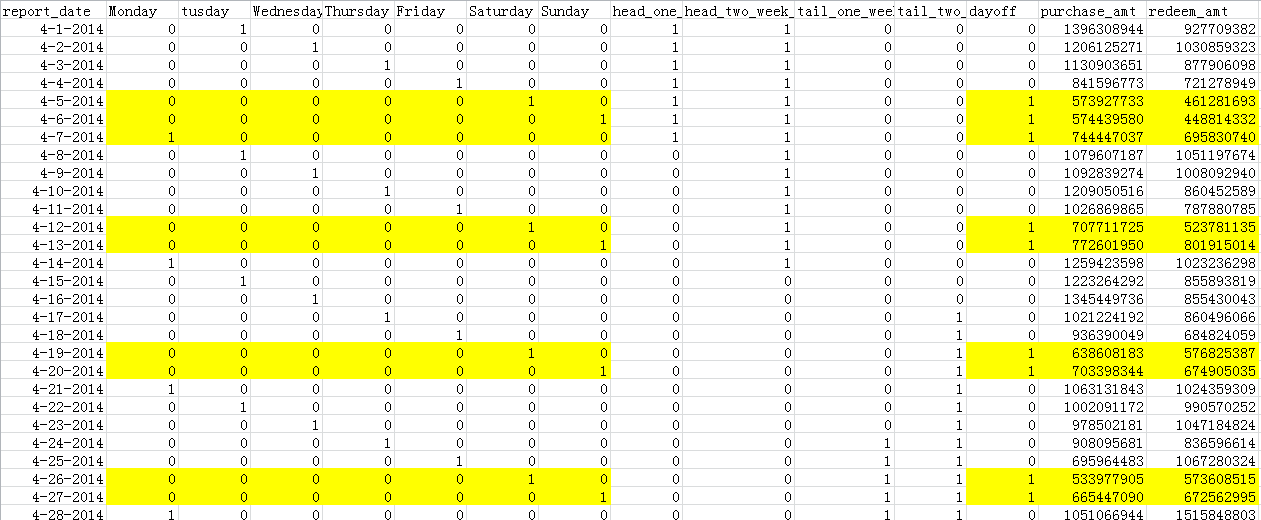 report_date Monday tusday Wednesday Thursday Friday Saturday Sunday head_one_ head_two_week_ tail_one_wee tail_two_ dayoff purchase_amt redeem_amt
4-1-2014 0 1 0 0 0 0 0 1 1 0 0 0 1396308944 927709382
4-2-2014 0 0 1 0 0 0 0 1 1 0 0 0 1206125271 1030859323
4-3-2014 0 0 0 1 0 0 0 1 1 0 0 0 1130903651 877906098
4-4-2014 0 0 0 0 1 0 0 1 1 0 0 0 841596773 721278949
4-5-2014 0 0 0 0 0 1 0 1 1 0 0 1 573927733 461281693
4-6-2014 0 0 0 0 0 0 1 1 1 0 0 1 574439580 448814332
4-7-2014 1 0 0 0 0 0 0 1 1 0 0 1 744447037 695830740
4-8-2014 0 1 0 0 0 0 0 0 1 0 0 0 1079607187 1051197674
4-9-2014 0 0 1 0 0 0 0 0 1 0 0 0 1092839274 1008092940
4-10-2014 0 0 0 1 0 0 0 0 1 0 0 0 1209050516 860452589
4-11-2014 0 0 0 0 1 0 0 0 1 0 0 0 1026869865 787880785
4-12-2014 0 0 0 0 0 1 0 0 1 0 0 1 707711725 523781135
4-13-2014 0 0 0 0 0 0 1 0 1 0 0 1 772601950 801915014
4-14-2014 1 0 0 0 0 0 0 0 1 0 0 0 1259423598 1023236298
4-15-2014 0 1 0 0 0 0 0 0 0 0 0 0 1223264292 855893819
4-16-2014 0 0 1 0 0 0 0 0 0 0 0 0 1345449736 855430043
4-17-2014 0 0 0 1 0 0 0 0 0 0 1 0 1021224192 860496066
4-18-2014 0 0 0 0 1 0 0 0 0 0 1 0 936390049 684824059
4-19-2014 0 0 0 0 0 1 0 0 0 0 1 1 638608183 576825387
4-20-2014 0 0 0 0 0 0 1 0 0 0 1 1 703398344 674905035
4-21-2014 1 0 0 0 0 0 0 0 0 0 1 0 1063131843 1024359309
4-22-2014 0 1 0 0 0 0 0 0 0 0 1 0 1002091172 990570252
4-23-2014 0 0 1 0 0 0 0 0 0 0 1 0 978502181 1047184824
4-24-2014 0 0 0 1 0 0 0 0 0 1 1 0 908095681 836596614
4-25-2014 0 0 0 0 1 0 0 0 0 1 1 0 695964483 1067280324
4-26-2014 0 0 0 0 0 1 0 0 0 1 1 1 533977905 573608515
4-27-2014 0 0 0 0 0 0 1 0 0 1 1 1 665447090 672562995
4-28-2014 1 0 0 0 0 0 0 0 0 1 1 0 1051066944 1515848803